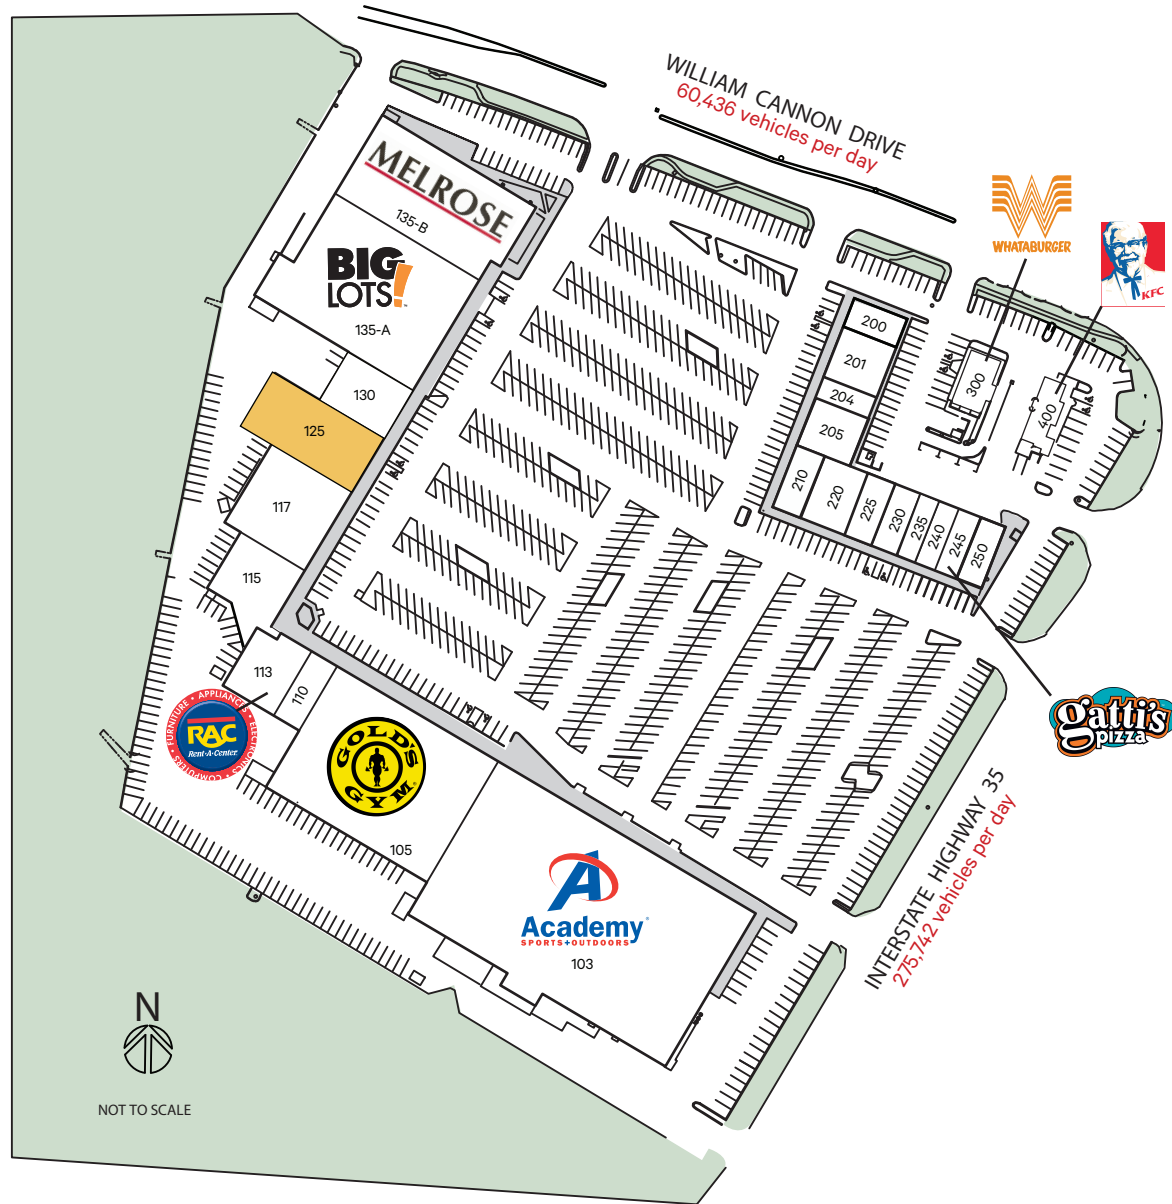 WILLIAM CANNON DRIVE
60,436 vehicles per day
MELROSE
135-B
BIG
LOTS!
135-A
130
125
117
115
113
110
FURNITURE • APPLIANCES • ELECTRONICS • COMPUTERS •
RAC
Rent-A-Center
GOLD'S
GYM
105
Academy
SPORTS+OUTDOORS
103
WHATABURGER
KFC
200
201
204
205
210
220
225
230
235
240
245
250
300
400
gatti's
pizza
INTERSTATE HIGHWAY 35
275,742 vehicles per day
N
NOT TO SCALE